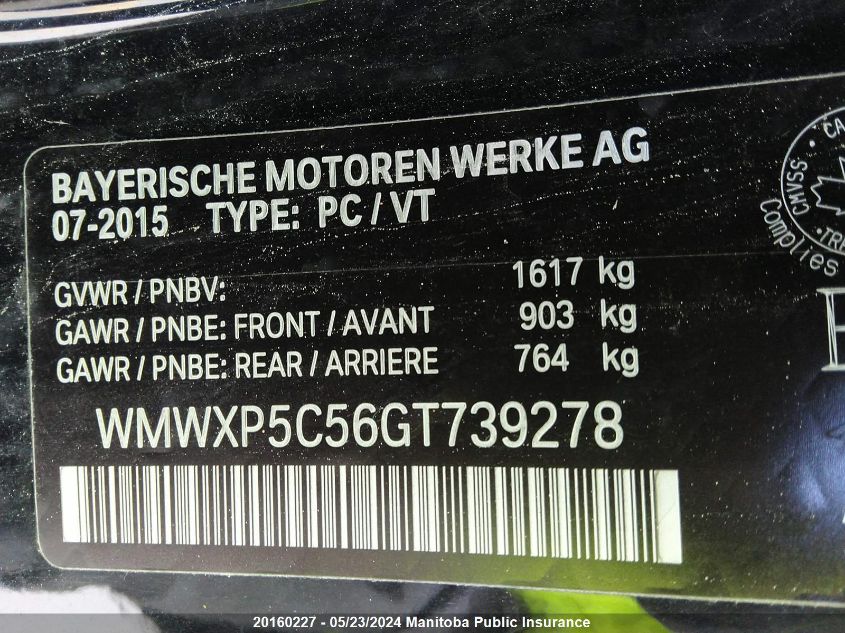 BAYERISCHE MOTOREN WERKE AG
07-2015 TYPE: PC / VT
GVWR / PNBV: 1617 kg
GAWR / PNBE: FRONT / AVANT 903 kg
GAWR / PNBE: REAR / ARRIERE 764 kg
WMWXP5C56GT739278
CMVSS
Complies
20160227 - 05/23/2024 Manitoba Public Insurance